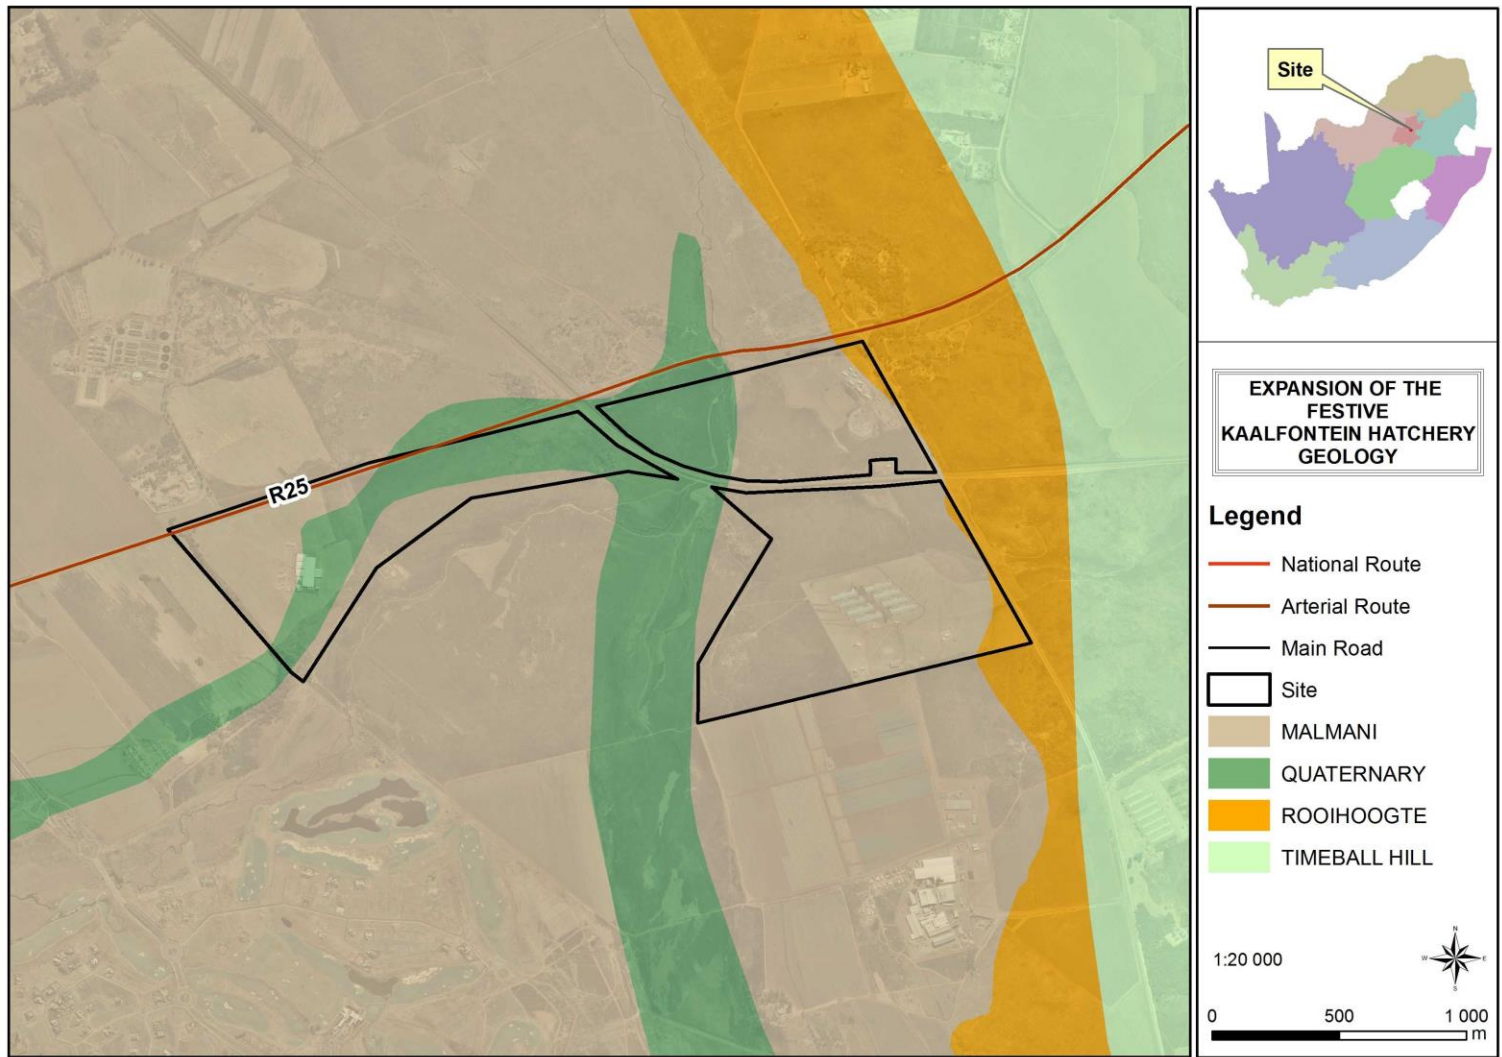 R25
Site
EXPANSION OF THE
FESTIVE
KAALFONTEIN HATCHERY
GEOLOGY
Legend
National Route
Arterial Route
Main Road
Site
MALMANI
QUATERNARY
ROOIHOOGTE
TIMEBALL HILL
1:20 000
N
W
E
S
0 500 1 000
m